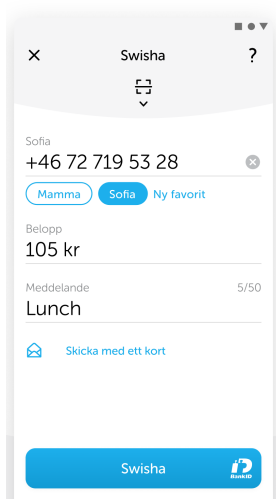 Swisha ?
Sofia
+46 72 719 53 28
Mamma Sofia Ny favorit
Belopp
105 kr
Meddelande 5/50
Lunch
Skicka med ett kort
Swisha BankID